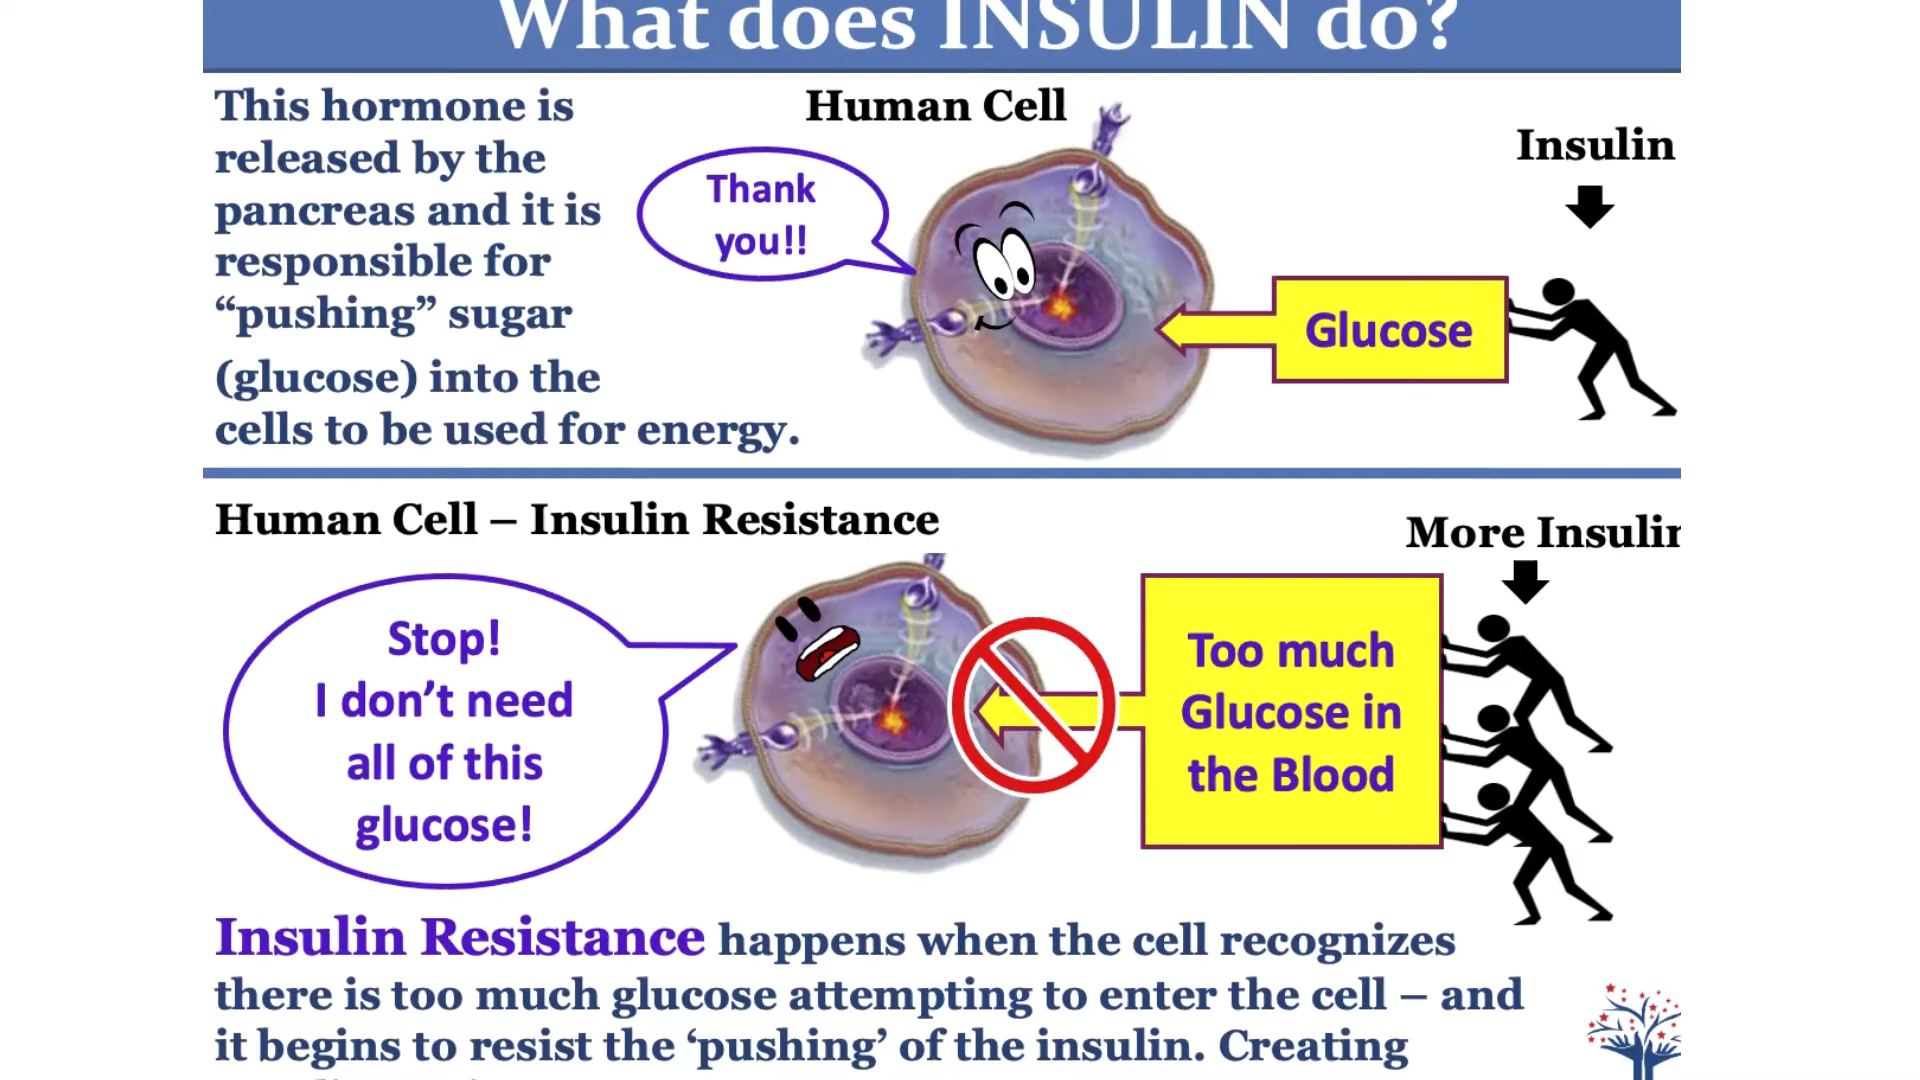 What does INSULIN do?
This hormone is
released by the
pancreas and it is
responsible for
“pushing” sugar
(glucose) into the
cells to be used for energy.
Human Cell
Thank
you!!
Insulin
Glucose
Human Cell – Insulin Resistance
More Insulin
Stop!
I don’t need
all of this
glucose!
Too much
Glucose in
the Blood
Insulin Resistance happens when the cell recognizes
there is too much glucose attempting to enter the cell – and
it begins to resist the ‘pushing’ of the insulin. Creating